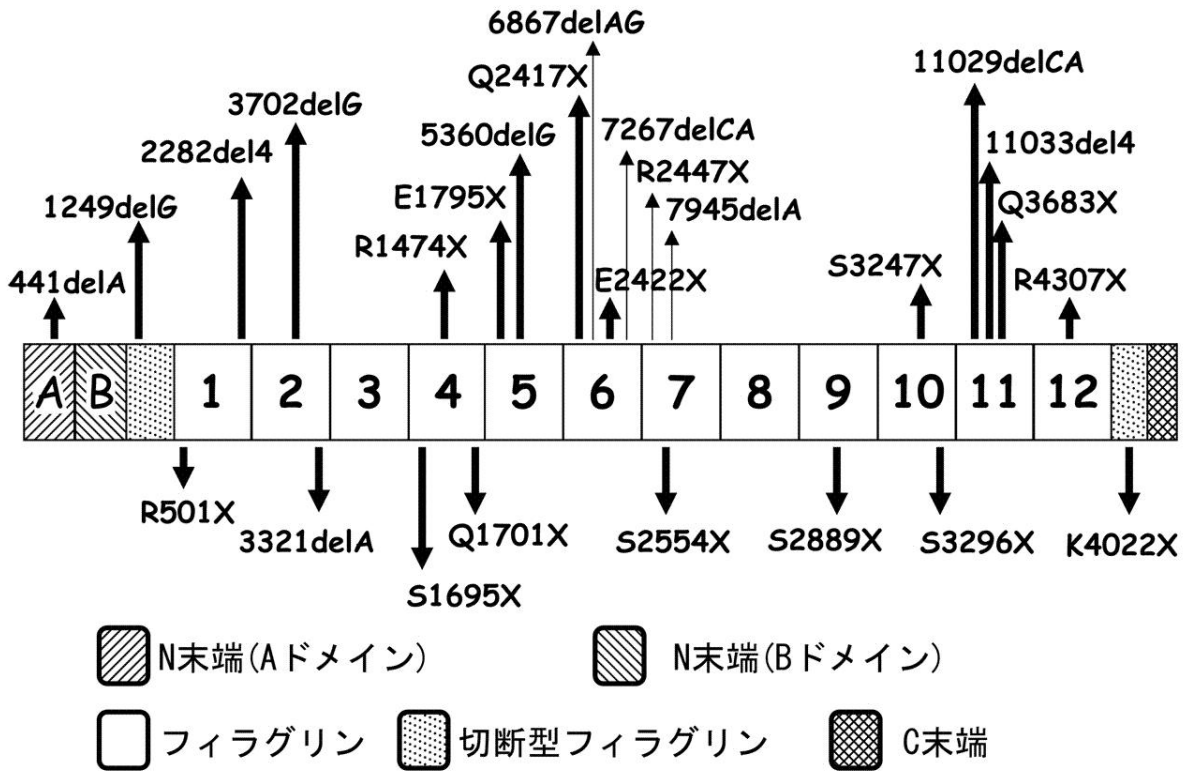 6867delAG
Q2417X
11029delCA
3702delG
5360delG
7267delCA
2282del4
11033del4
R2447X
E1795X
7945delA
Q3683X
1249delG
R1474X
S3247X
441delA
E2422X
R4307X
A B 1 2 3 4 5 6 7 8 9 10 11 12
R501X
3321delA
Q1701X
S2554X
S2889X
S3296X
K4022X
S1695X
N末端(Aドメイン)
N末端(Bドメイン)
フィラグリン
切断型フィラグリン
C末端